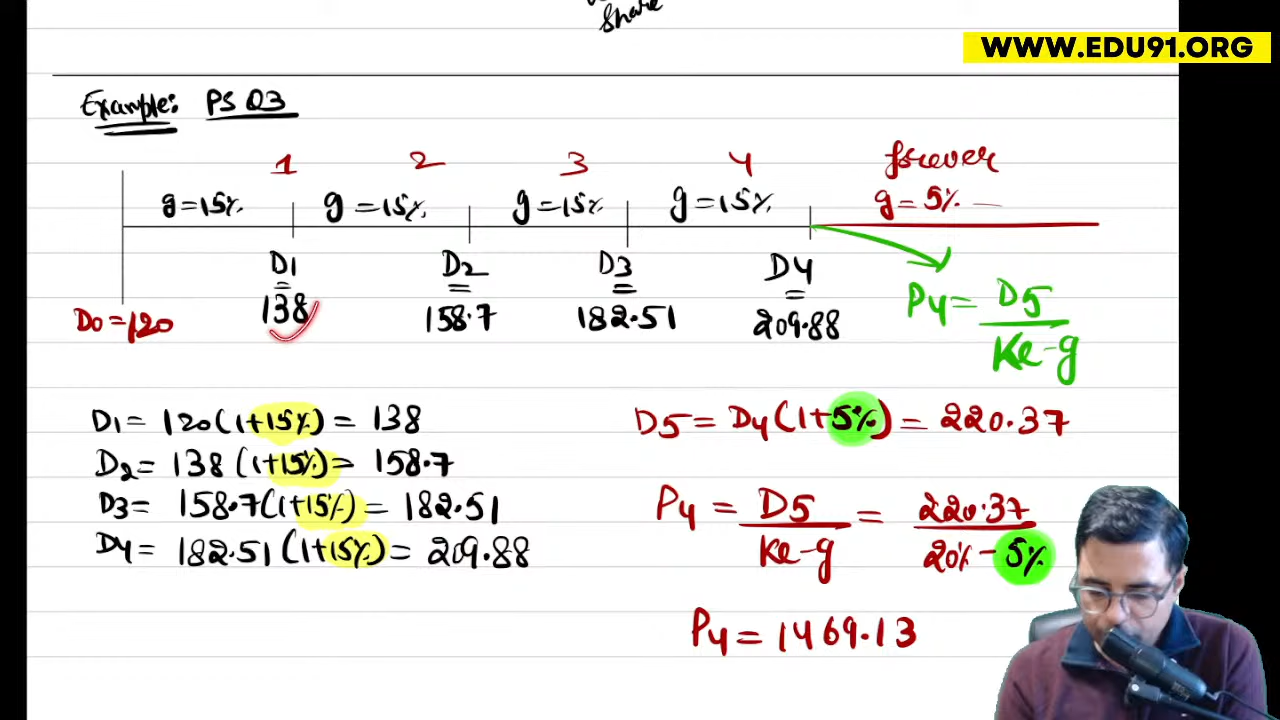 Share
WWW.EDU91.ORG
Example: PS Q3
1 2 3 4 forever
g=15% g=15% g=15% g=15% g=5%
D1 D2 D3 D4
D0=120 138 158.7 182.51 209.88
P4 = D5
Ke-g
D1= 120(1+15%) = 138
D2= 138 (1+15%)= 158.7
D3= 158.7(1+15%)= 182.51
D4= 182.51(1+15%)= 209.88
D5 = D4(1+5%) = 220.37
P4 = D5 = 220.37
Ke-g 20%-5%
P4=1469.13